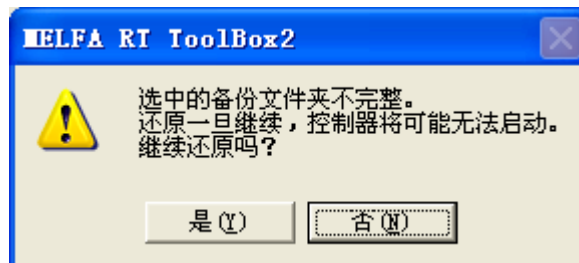 MELFA RT ToolBox2
选中的备份文件夹不完整。
还原一旦继续，控制器将可能无法启动。
继续还原吗？
是(Y) 否(N)